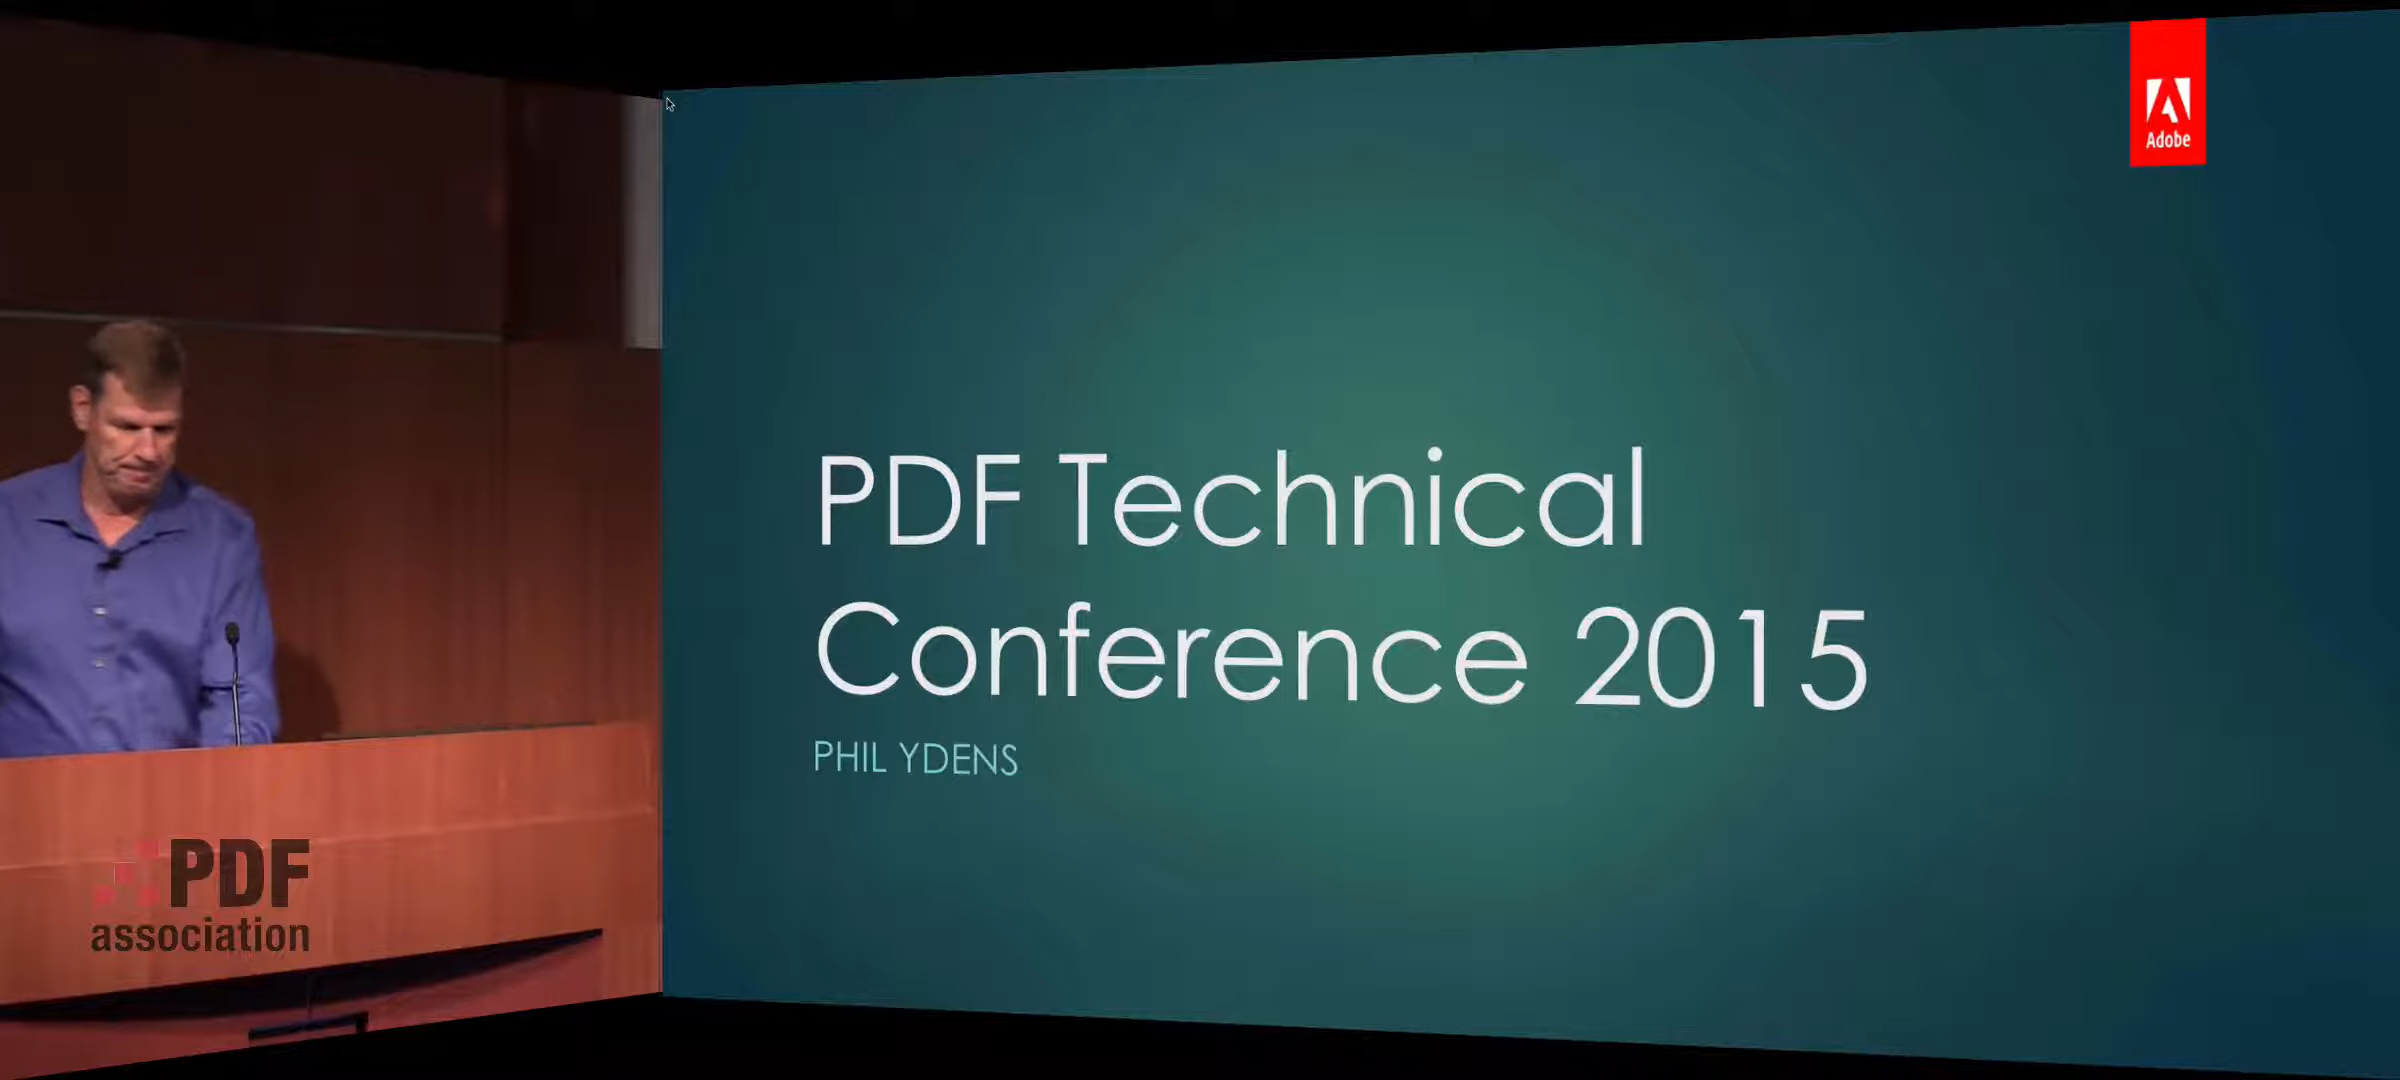 Adobe
PDF Technical
Conference 2015
PHIL YDENS
PDF
association